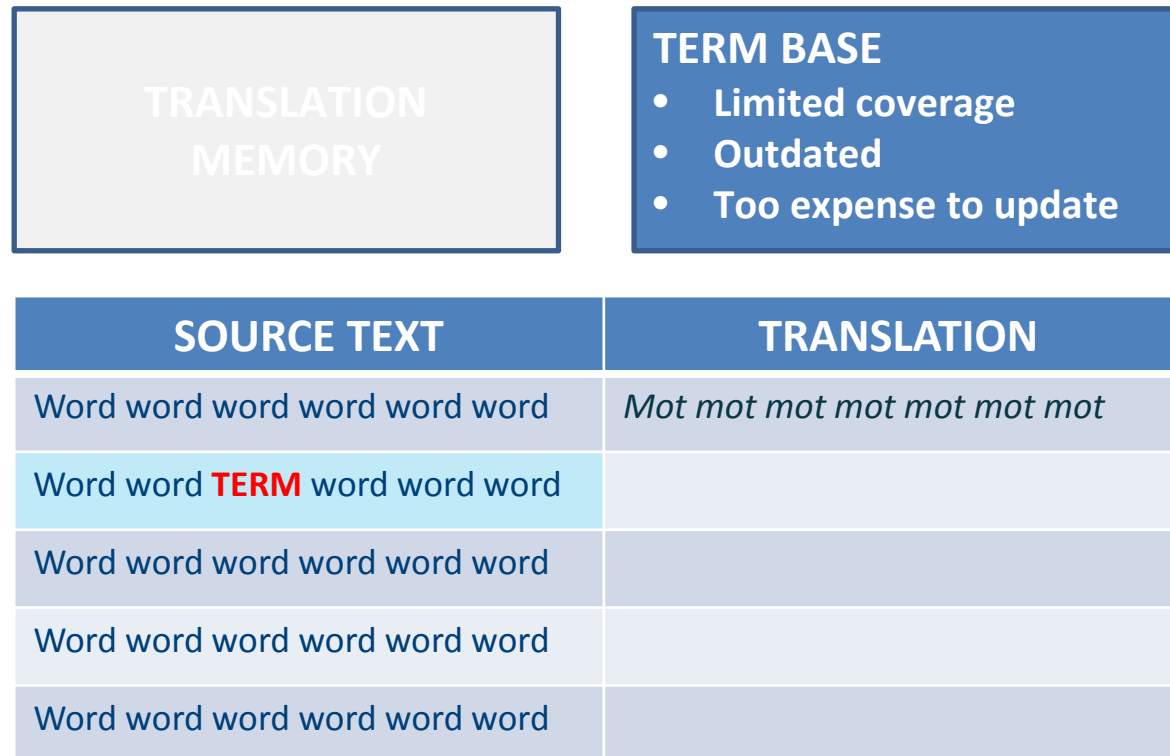 TRANSLATION
MEMORY
TERM BASE
• Limited coverage
• Outdated
• Too expense to update
SOURCE TEXT
TRANSLATION
Word word word word word word
Mot mot mot mot mot mot mot
Word word TERM word word word
Word word word word word word
Word word word word word word
Word word word word word word